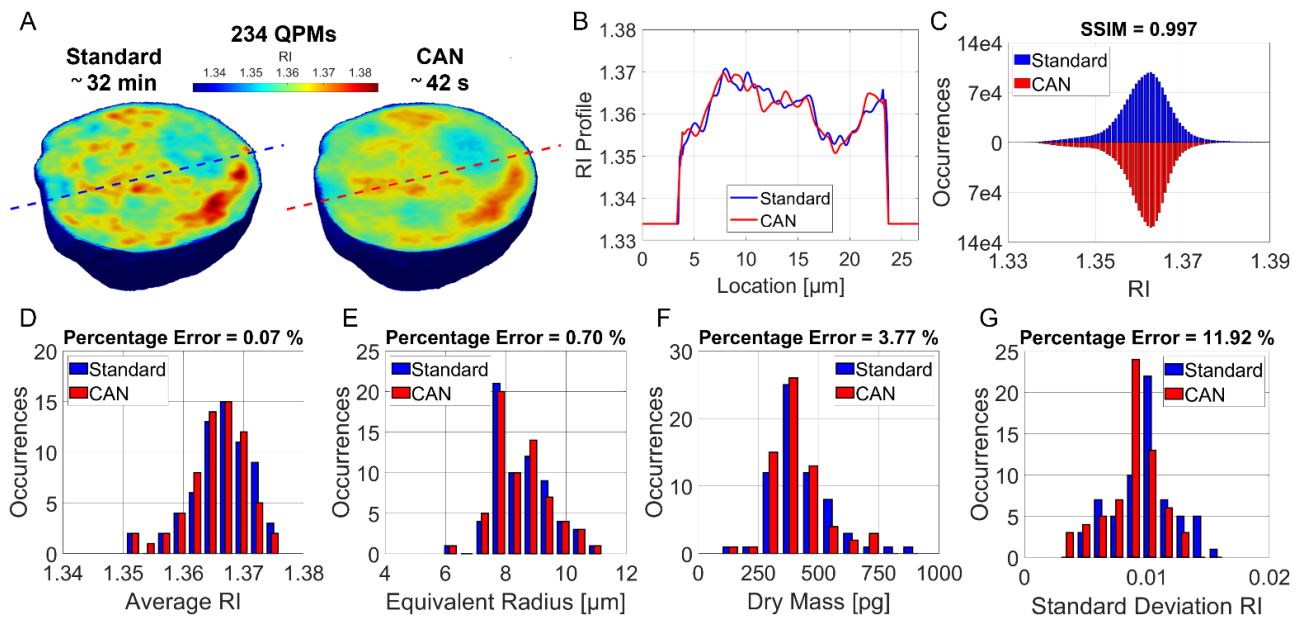 A
234 QPMs
Standard
~ 32 min
RI
1.34 1.35 1.36 1.37 1.38
CAN
~ 42 s
B
1.38
1.37
1.36
1.35
1.34
1.33
RI Profile
Standard
CAN
0 5 10 15 20 25
Location [µm]
C
SSIM = 0.997
14e4
7e4
0
7e4
14e4
Occurrences
Standard
CAN
1.33 1.35 1.37 1.39
RI
D
Percentage Error = 0.07 %
20
15
10
5
0
Occurrences
Standard
CAN
1.34 1.35 1.36 1.37 1.38
Average RI
E
Percentage Error = 0.70 %
25
20
15
10
5
0
Occurrences
Standard
CAN
4 6 8 10 12
Equivalent Radius [µm]
F
Percentage Error = 3.77 %
30
20
10
0
Occurrences
Standard
CAN
0 250 500 750 1000
Dry Mass [pg]
G
Percentage Error = 11.92 %
25
20
15
10
5
0
Occurrences
Standard
CAN
0 0.01 0.02
Standard Deviation RI